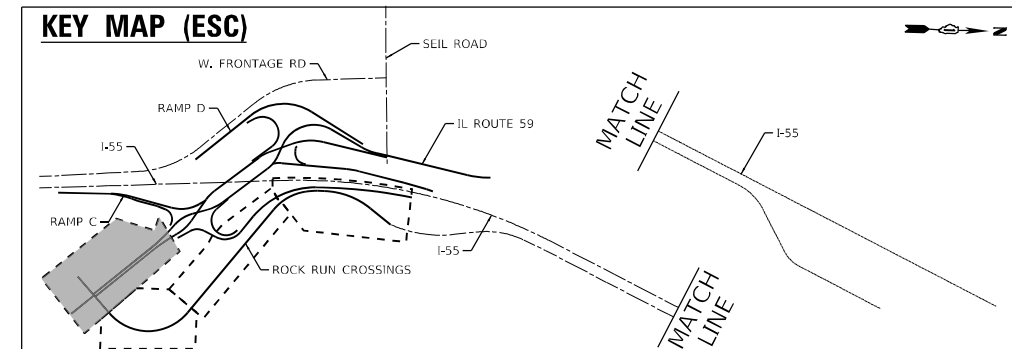 KEY MAP (ESC)
N
SEIL ROAD
W. FRONTAGE RD
RAMP D
IL ROUTE 59
I-55
MATCH
LINE
I-55
RAMP C
I-55
ROCK RUN CROSSINGS
MATCH
LINE